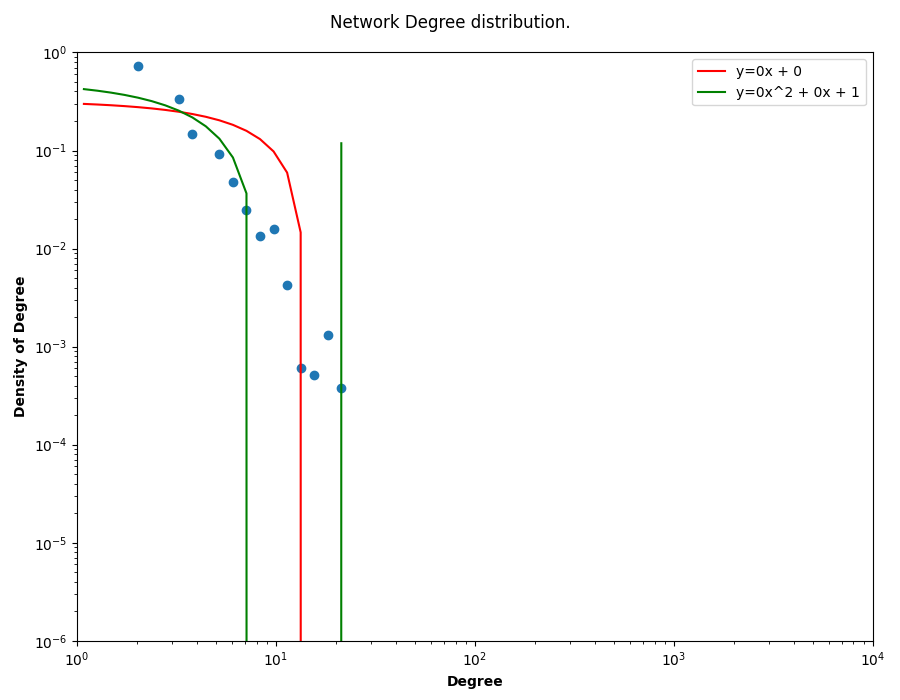 Network Degree distribution.
y=0x + 0
y=0x^2 + 0x + 1
Density of Degree
10^0
10^-1
10^-2
10^-3
10^-4
10^-5
10^-6
10^0 10^1 10^2 10^3 10^4
Degree